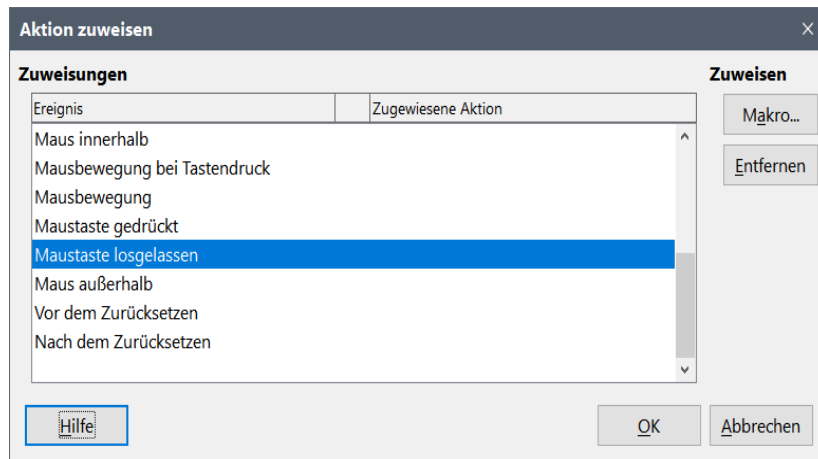 Aktion zuweisen
Zuweisungen
Zuweisen
Ereignis Zugewiesene Aktion
Makro...
Maus innerhalb
Mausbewegung bei Tastendruck
Entfernen
Mausbewegung
Maustaste gedrückt
Maustaste losgelassen
Maus außerhalb
Vor dem Zurücksetzen
Nach dem Zurücksetzen
Hilfe OK Abbrechen